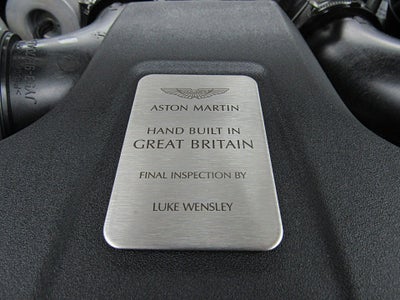 ASTON MARTIN
HAND BUILT IN
GREAT BRITAIN
FINAL INSPECTION BY
LUKE WENSLEY